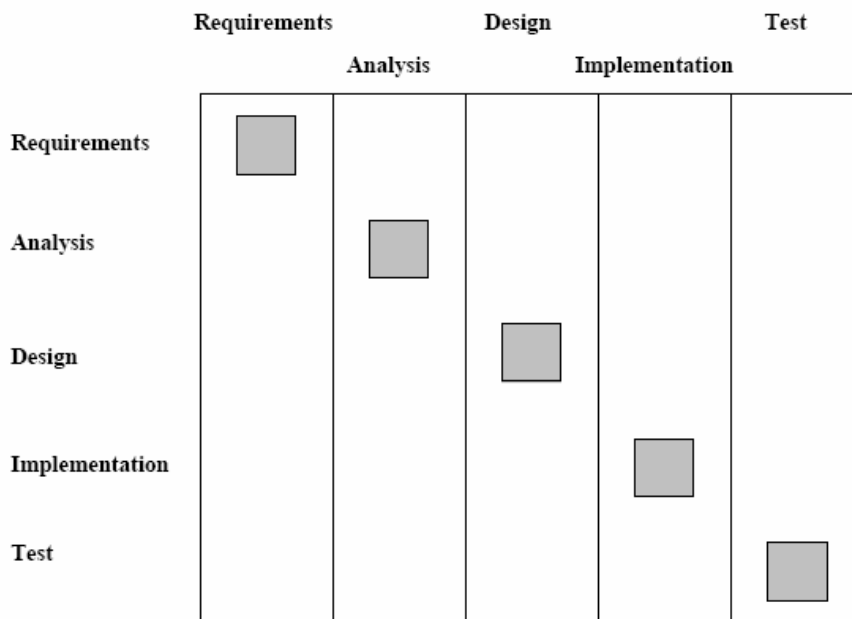 Requirements Design Test
Analysis Implementation
Requirements
Analysis
Design
Implementation
Test